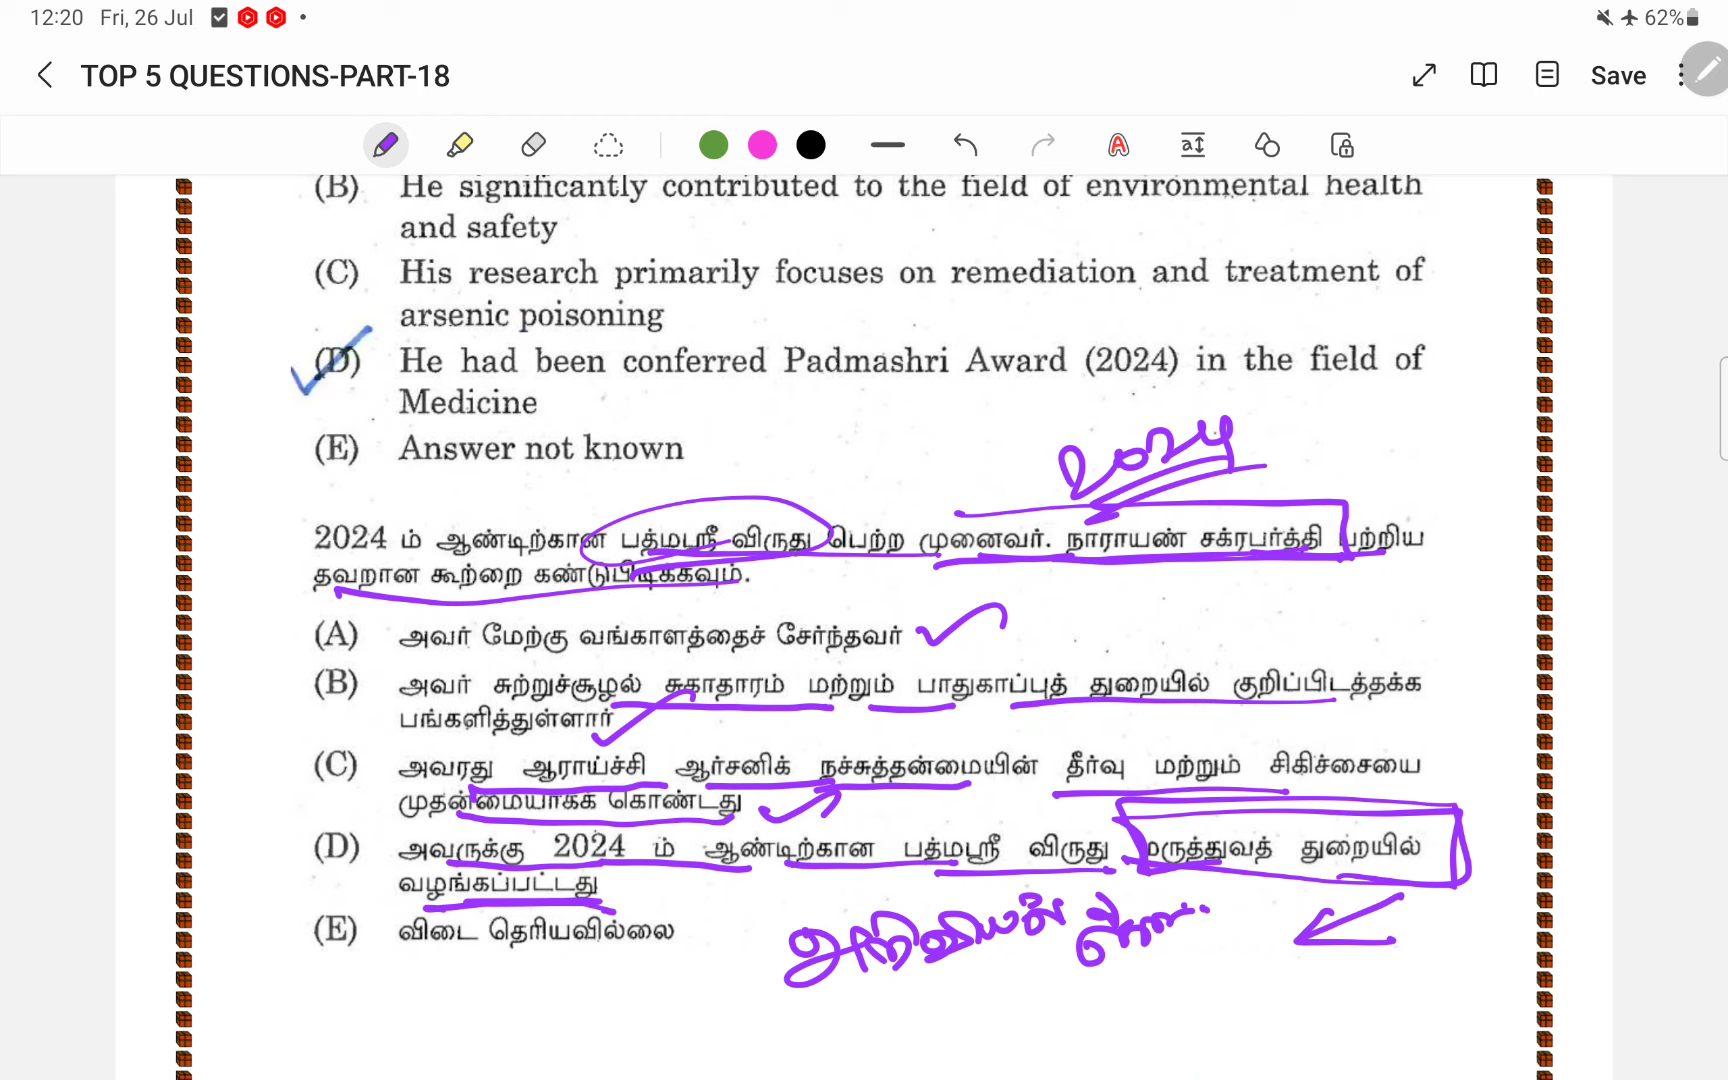 12:20 Fri, 26 Jul 62%
TOP 5 QUESTIONS-PART-18 Save
(B) He significantly contributed to the field of environmental health
and safety
(C) His research primarily focuses on remediation and treatment of
arsenic poisoning
(D) He had been conferred Padmashri Award (2024) in the field of
Medicine
(E) Answer not known
2024
2024 ம் ஆண்டிற்கான பத்மஸ்ரீ விருது பெற்ற முனைவர். நாராயண் சக்ரபர்த்தி பற்றிய
தவறான கூற்றை கண்டுபிடிக்கவும்.
(A) அவர் மேற்கு வங்காளத்தைச் சேர்ந்தவர்
(B) அவர் சுற்றுச்சூழல் சுகாதாரம் மற்றும் பாதுகாப்புத் துறையில் குறிப்பிடத்தக்க
பங்களித்துள்ளார்
(C) அவரது ஆராய்ச்சி ஆர்சனிக் நச்சுத்தன்மையின் தீர்வு மற்றும் சிகிச்சையை
முதன்மையாகக் கொண்டது
(D) அவருக்கு 2024 ம் ஆண்டிற்கான பத்மஸ்ரீ விருது மருத்துவத் துறையில்
வழங்கப்பட்டது
(E) விடை தெரியவில்லை